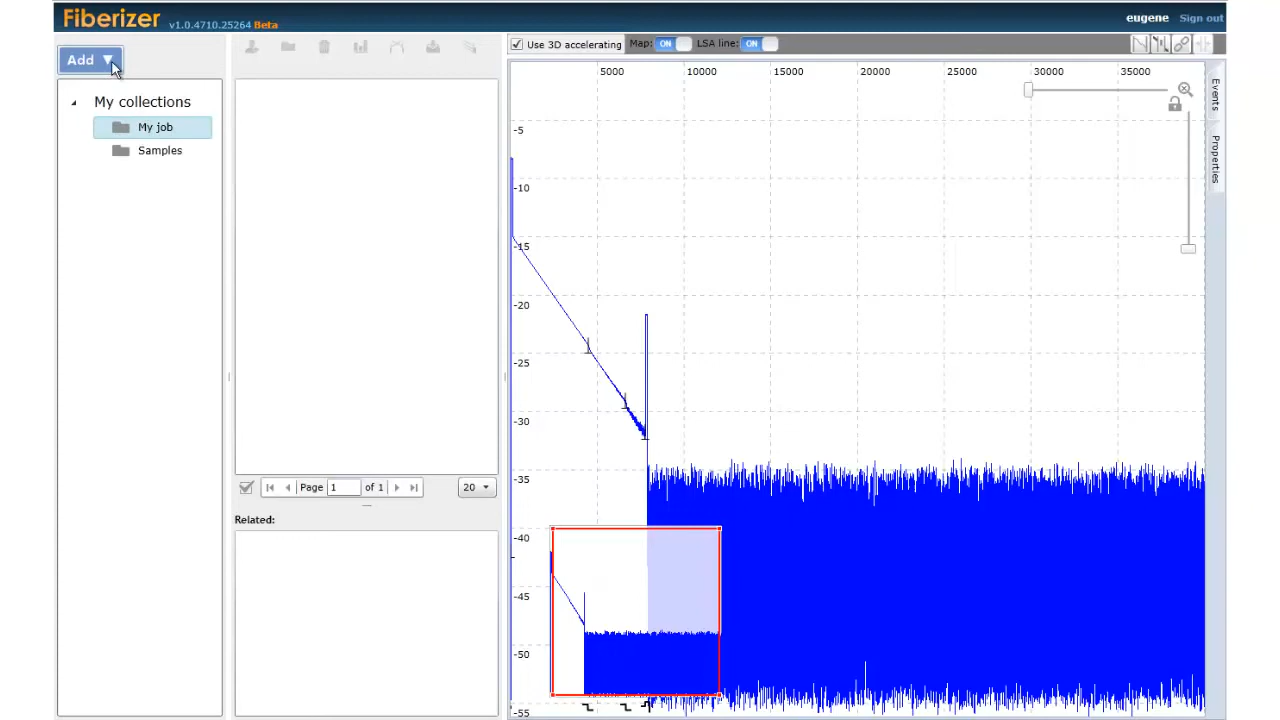 Fiberizer v1.0.4710.25264 Beta
eugene Sign out
Add ▼
Use 3D accelerating Map: ON LSA line: ON
My collections
My job
Samples
Page 1 of 1
20
Related:
5000 10000 15000 20000 25000 30000 35000
-5
-10
-15
-20
-25
-30
-35
-40
-45
-50
-55
Events
Properties